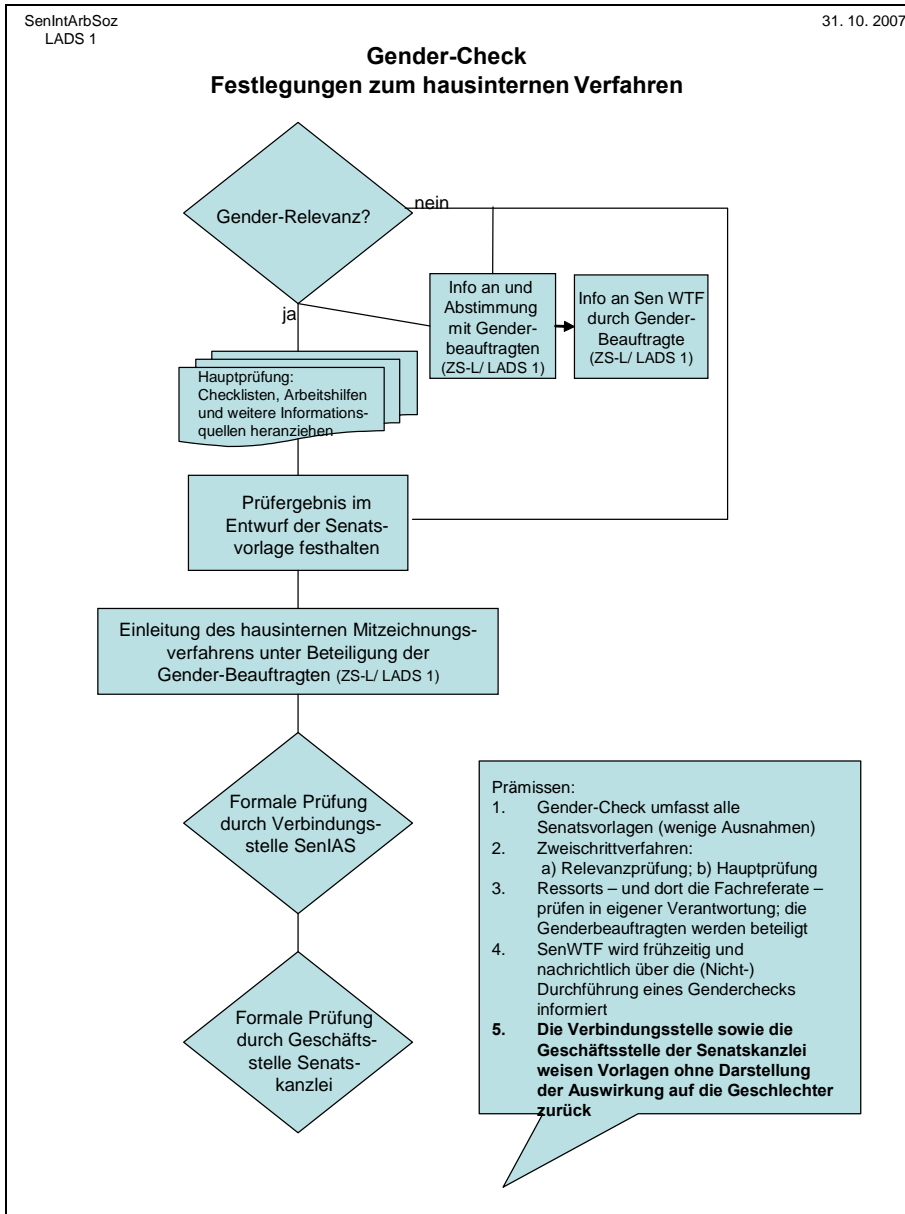 SenIntArbSoz
LADS 1
31. 10. 2007
Gender-Check
Festlegungen zum hausinternen Verfahren
Gender-Relevanz?
nein
ja
Info an und
Abstimmung
mit Gender-
beauftragten
(ZS-L/ LADS 1)
Info an Sen WTF
durch Gender-
Beauftragte
(ZS-L/ LADS 1)
Hauptprüfung:
Checklisten, Arbeitshilfen
und weitere Informations-
quellen heranziehen
Prüfergebnis im
Entwurf der Senats-
vorlage festhalten
Einleitung des hausinternen Mitzeichnungs-
verfahrens unter Beteiligung der
Gender-Beauftragten (ZS-L/ LADS 1)
Formale Prüfung
durch Verbindungs-
stelle SenIAS
Formale Prüfung
durch Geschäfts-
stelle Senats-
kanzlei
Prämissen:
1. Gender-Check umfasst alle
Senatsvorlagen (wenige Ausnahmen)
2. Zweischrittverfahren:
a) Relevanzprüfung; b) Hauptprüfung
3. Ressorts – und dort die Fachreferate –
prüfen in eigener Verantwortung; die
Genderbeauftragten werden beteiligt
4. SenWTF wird frühzeitig und
nachrichtlich über die (Nicht-)
Durchführung eines Genderchecks
informiert
5. Die Verbindungsstelle sowie die
Geschäftsstelle der Senatskanzlei
weisen Vorlagen ohne Darstellung
der Auswirkung auf die Geschlechter
zurück